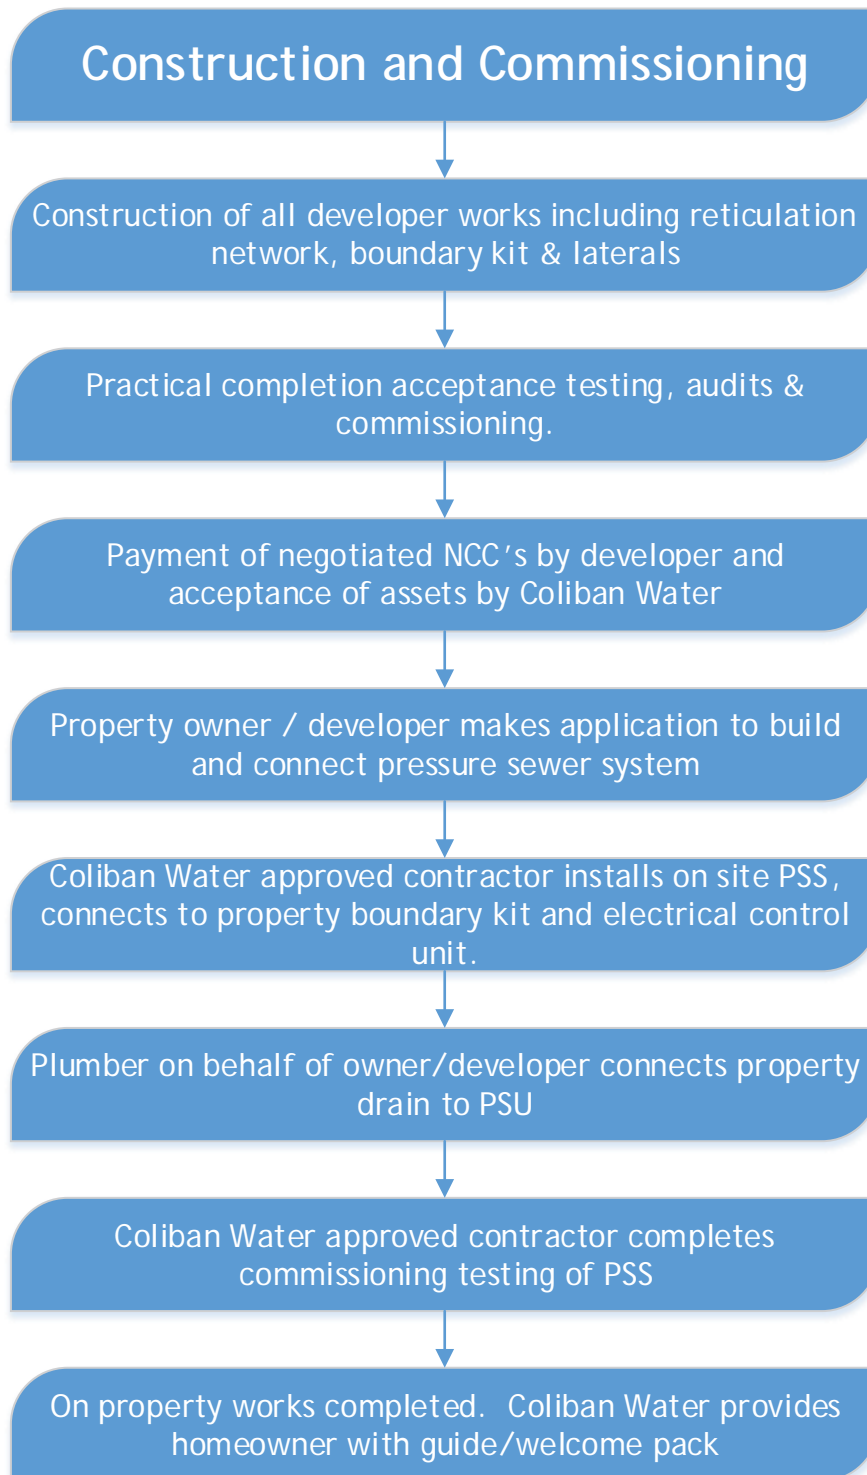 Construction and Commissioning
Construction of all developer works including reticulation
network, boundary kit & laterals
Practical completion acceptance testing, audits &
commissioning.
Payment of negotiated NCC's by developer and
acceptance of assets by Coliban Water
Property owner / developer makes application to build
and connect pressure sewer system
Coliban Water approved contractor installs on site PSS,
connects to property boundary kit and electrical control
unit.
Plumber on behalf of owner/developer connects property
drain to PSU
Coliban Water approved contractor completes
commissioning testing of PSS
On property works completed.  Coliban Water provides
homeowner with guide/welcome pack